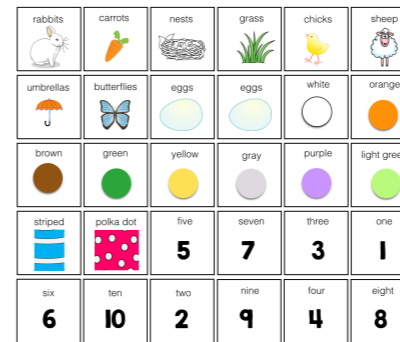 rabbits carrots nests grass chicks sheep
umbrellas butterflies eggs eggs white orange
brown green yellow gray purple light gree
striped polka dot five seven three one
5 7 3 1
six ten two nine four eight
6 10 2 9 4 8